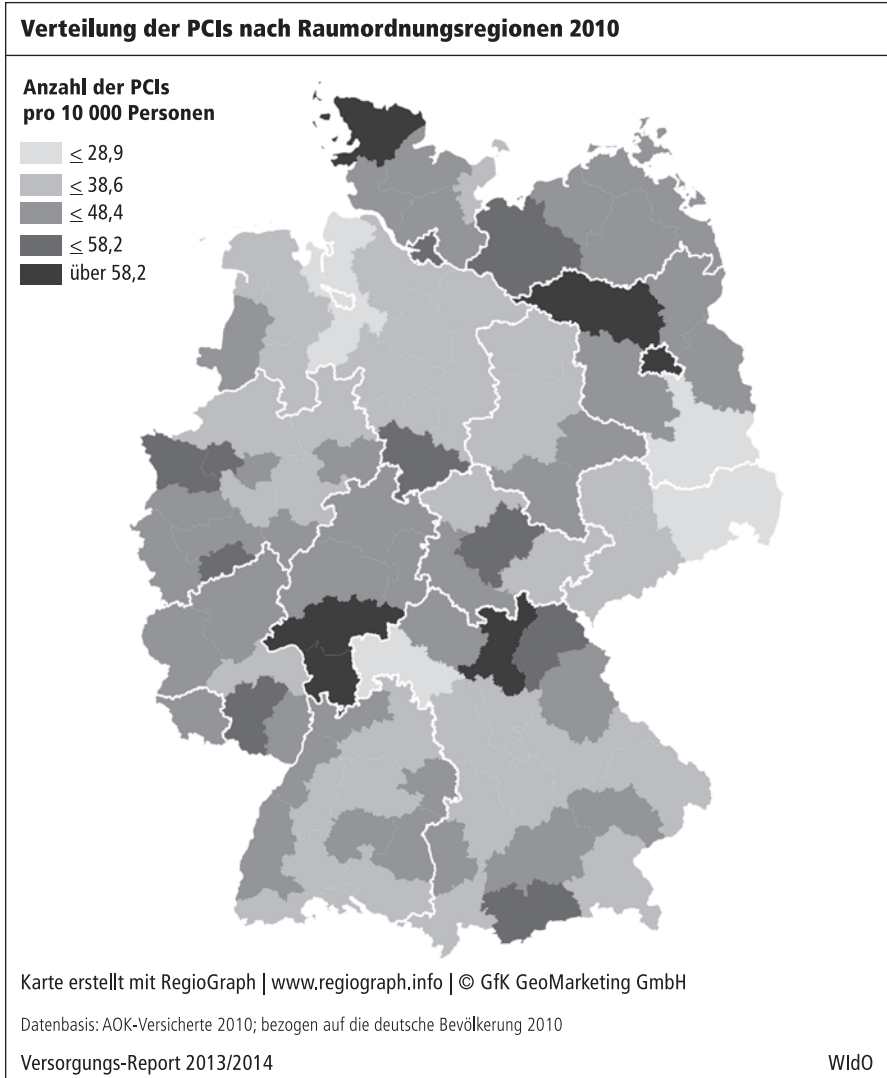 Verteilung der PCIs nach Raumordnungsregionen 2010
Anzahl der PCIs
pro 10 000 Personen
≤ 28,9
≤ 38,6
≤ 48,4
≤ 58,2
über 58,2
Karte erstellt mit RegioGraph | www.regiograph.info | © GfK GeoMarketing GmbH
Datenbasis: AOK-Versicherte 2010; bezogen auf die deutsche Bevölkerung 2010
Versorgungs-Report 2013/2014 WIdO